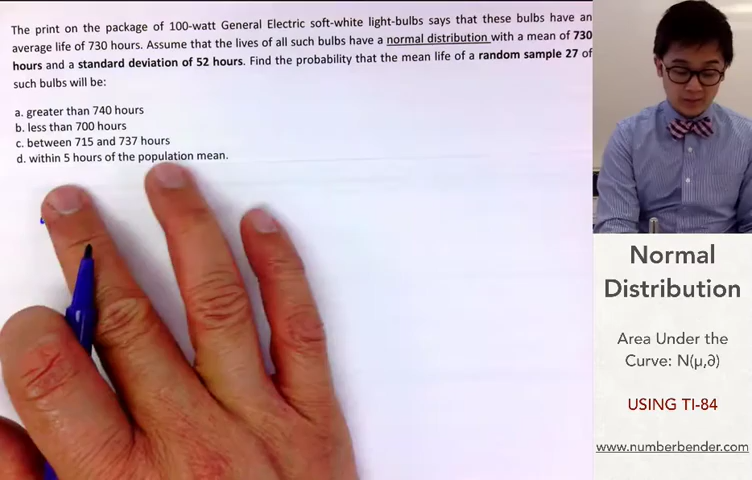 The print on the package of 100-watt General Electric soft-white light-bulbs says that these bulbs have an
average life of 730 hours. Assume that the lives of all such bulbs have a normal distribution with a mean of 730
hours and a standard deviation of 52 hours. Find the probability that the mean life of a random sample 27 of
such bulbs will be:
a. greater than 740 hours
b. less than 700 hours
c. between 715 and 737 hours
d. within 5 hours of the population mean.
Normal
Distribution
Area Under the
Curve: N(μ,∂)
USING TI-84
www.numberbender.com